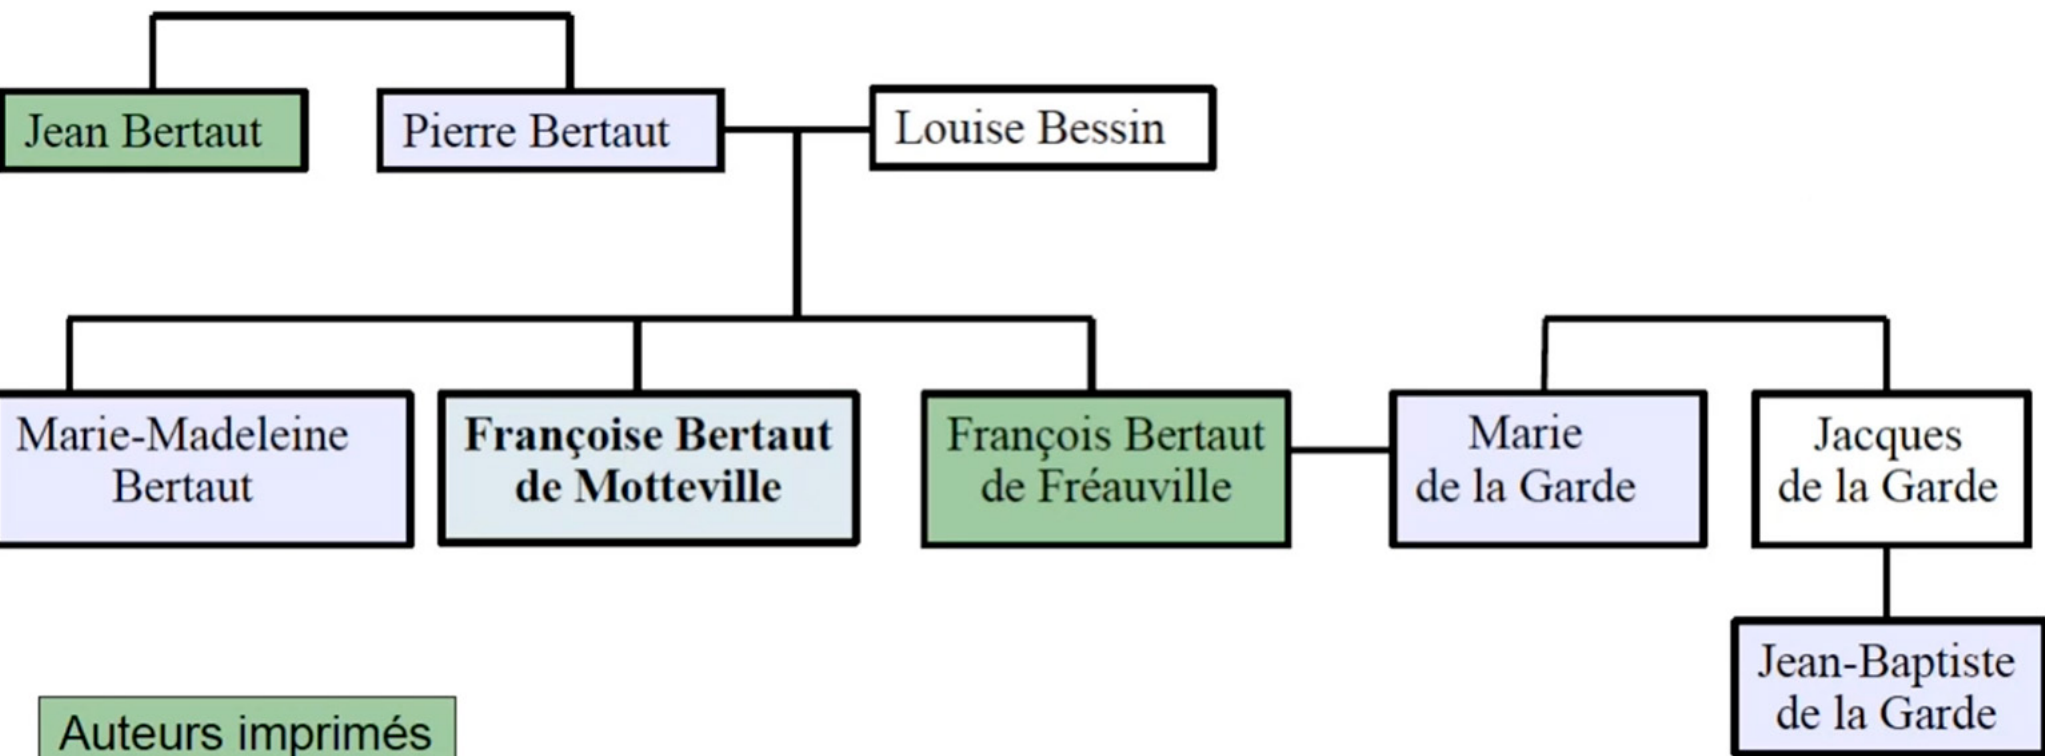 Jean Bertaut
Pierre Bertaut
Louise Bessin
Marie-Madeleine
Bertaut
Françoise Bertaut
de Motteville
François Bertaut
de Fréauville
Marie
de la Garde
Jacques
de la Garde
Jean-Baptiste
de la Garde
Auteurs imprimés